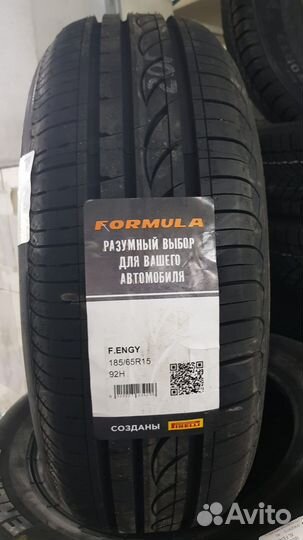 FORMULA
РАЗУМНЫЙ ВЫБОР
ДЛЯ ВАШЕГО
АВТОМОБИЛЯ
F.ENGY
185/65R15
92H
СОЗДАНЫ PIRELLI
Avito